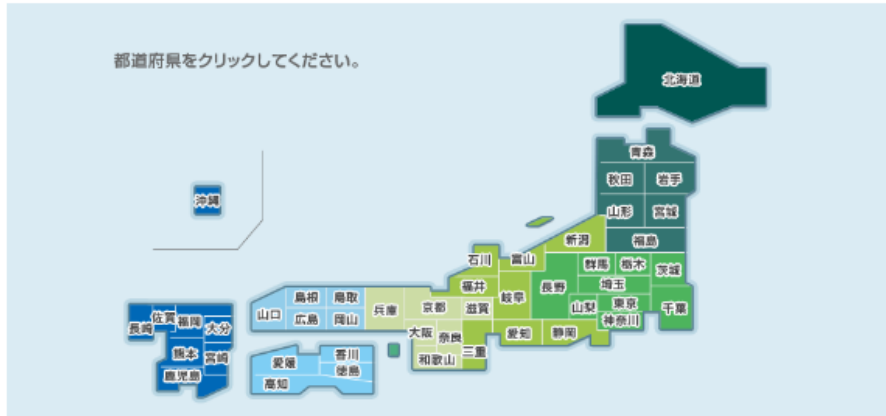 都道府県をクリックしてください。
北海道
青森
秋田
岩手
山形
宮城
福島
沖縄
新潟
石川
富山
群馬
栃木
茨城
福井
岐阜
長野
埼玉
山梨
東京
千葉
神奈川
島根
鳥取
山口
広島
岡山
兵庫
京都
滋賀
大阪
奈良
和歌山
三重
愛知
静岡
長崎
佐賀
福岡
大分
熊本
宮崎
鹿児島
愛媛
香川
徳島
高知